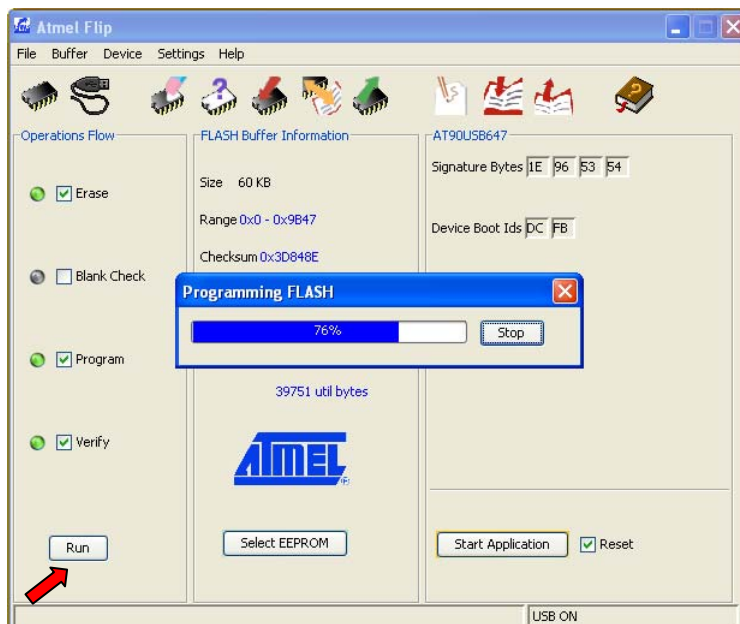 Atmel Flip
File Buffer Device Settings Help
Operations Flow
Erase
Blank Check
Program
Verify
Run
FLASH Buffer Information
Size 60 KB
Range 0x0 - 0x9B47
Checksum 0x3D848E
Programming FLASH
76%
Stop
39751 util bytes
ATMEL
Select EEPROM
AT90USB647
Signature Bytes 1E 96 53 54
Device Boot Ids DC FB
Start Application Reset
USB ON